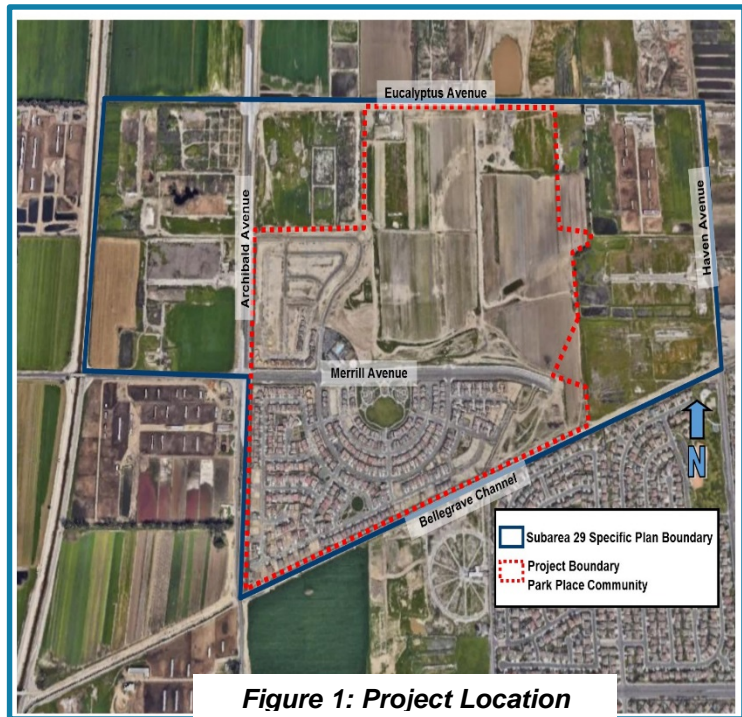 Eucalyptus Avenue
Archibald Avenue
Haven Avenue
Merrill Avenue
Bellegrave Channel
N
Subarea 29 Specific Plan Boundary
Project Boundary
Park Place Community
Figure 1: Project Location